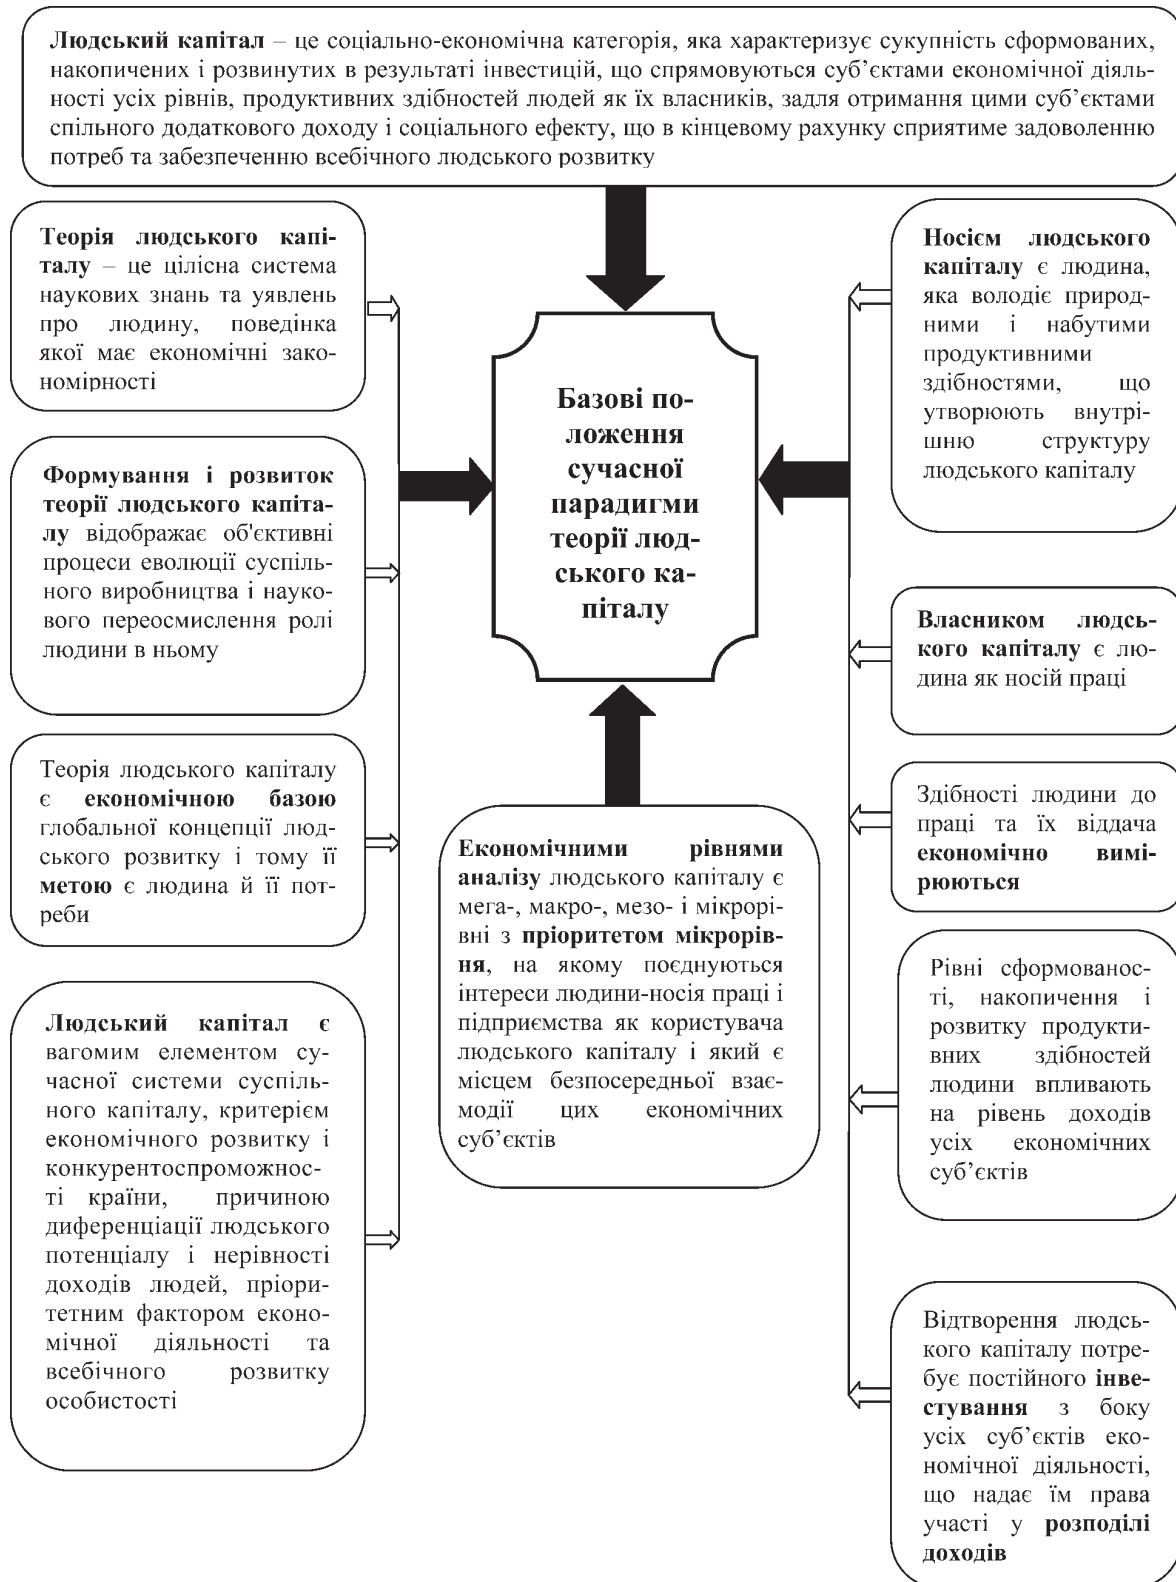 Людський капітал – це соціально-економічна категорія, яка характеризує сукупність сформованих,
накопичених і розвинутих в результаті інвестицій, що спрямовуються суб’єктами економічної діяль-
ності усіх рівнів, продуктивних здібностей людей як їх власників, задля отримання цими суб’єктами
спільного додаткового доходу і соціального ефекту, що в кінцевому рахунку сприятиме задоволенню
потреб та забезпеченню всебічного людського розвитку
Теорія людського капі-
талу – це цілісна система
наукових знань та уявлень
про людину, поведінка
якої має економічні зако-
номірності
Формування і розвиток
теорії людського капіта-
лу відображає об'єктивні
процеси еволюції суспіль-
ного виробництва і науко-
вого переосмислення ролі
людини в ньому
Теорія людського капіталу
є економічною базою
глобальної концепції люд-
ського розвитку і тому її
метою є людина й її пот-
реби
Людський капітал є
вагомим елементом су-
часної системи суспіль-
ного капіталу, критерієм
економічного розвитку і
конкурентоспроможнос-
ті країни, причиною
диференціації людського
потенціалу і нерівності
доходів людей, пріори-
тетним фактором еконо-
мічної діяльності та
всебічного розвитку
особистості
Базові по-
ложення
сучасної
парадигми
теорії люд-
ського ка-
піталу
Економічними рівнями
аналізу людського капіталу є
мега-, макро-, мезо- і мікрорі-
вні з пріоритетом мікрорів-
ня, на якому поєднуються
інтереси людини-носія праці і
підприємства як користувача
людського капіталу і який є
місцем безпосередньої взає-
модії цих економічних
суб’єктів
Носієм людського
капіталу є людина,
яка володіє природ-
ними і набутими
продуктивними
здібностями, що
утворюють внутрі-
шню структуру
людського капіталу
Власником людсь-
кого капіталу є лю-
дина як носій праці
Здібності людини до
праці та їх віддача
економічно вимі-
рюються
Рівні сформованос-
ті, накопичення і
розвитку продукти-
вних здібностей
людини впливають
на рівень доходів
усіх економічних
суб’єктів
Відтворення людсь-
кого капіталу потре-
бує постійного інве-
стування з боку
усіх суб’єктів еко-
номічної діяльності,
що надає їм права
участі у розподілі
доходів